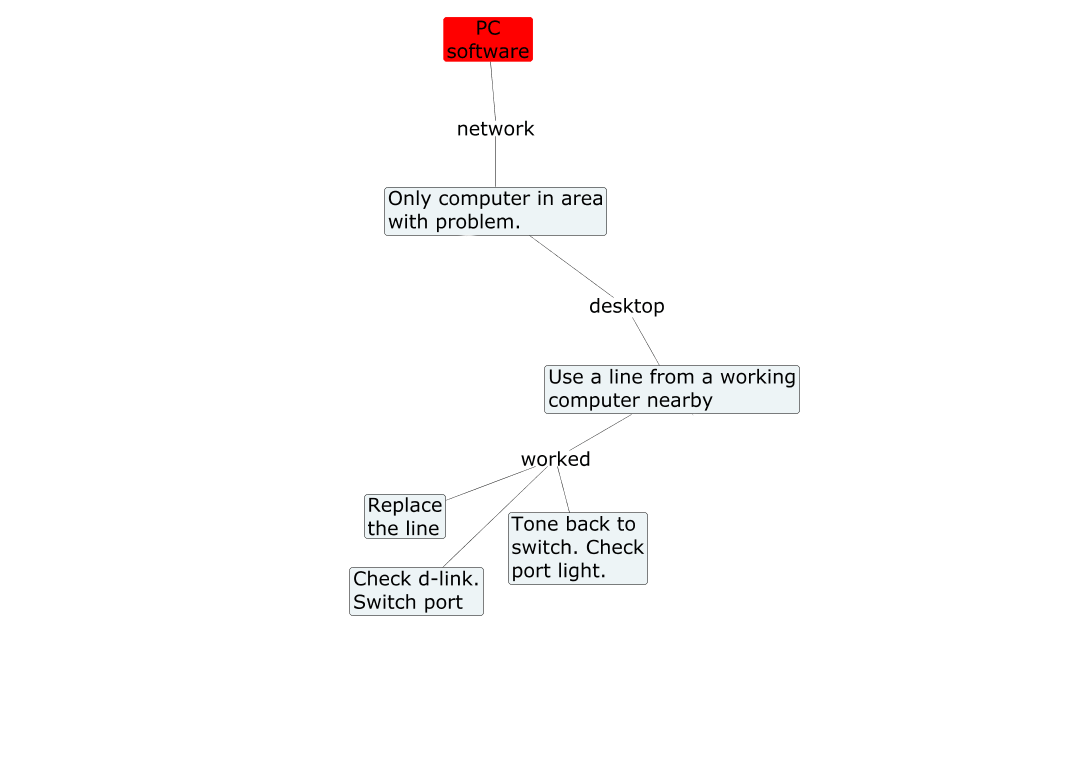 PC
software
network
Only computer in area
with problem.
desktop
Use a line from a working
computer nearby
worked
Replace
the line
Tone back to
switch. Check
port light.
Check d-link.
Switch port